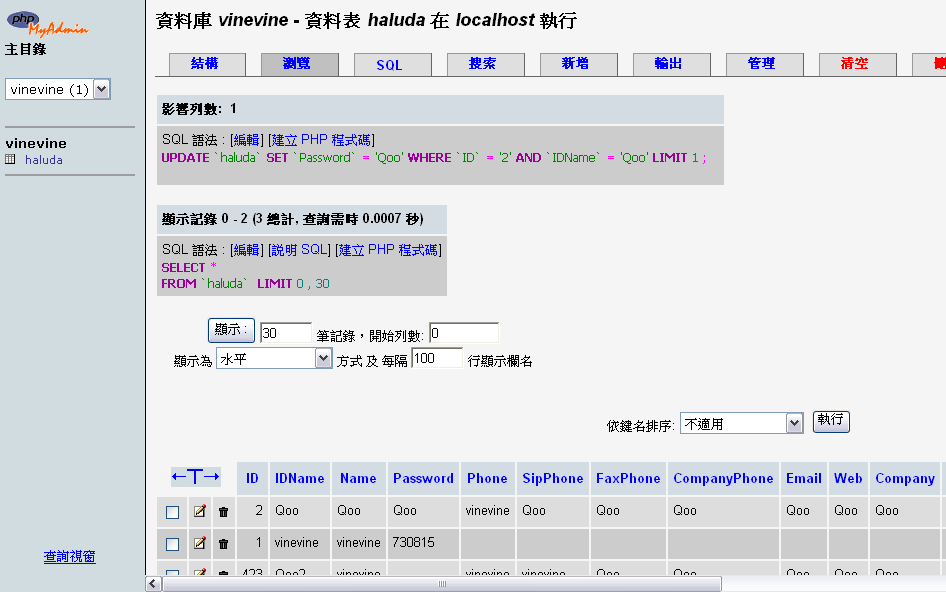 php
MyAdmin
主目錄
vinevine (1)
vinevine
haluda
查詢視窗
資料庫 vinevine - 資料表 haluda 在 localhost 執行
結構 瀏覽 SQL 搜索 新增 輸出 管理 清空
影響列數: 1
SQL 語法 : [編輯] [建立 PHP 程式碼]
UPDATE `haluda` SET `Password` = 'Qoo' WHERE `ID` = '2' AND `IDName` = 'Qoo' LIMIT 1 ;
顯示記錄 0 - 2 (3 總計, 查詢需時 0.0007 秒)
SQL 語法 : [編輯] [說明 SQL] [建立 PHP 程式碼]
SELECT *
FROM `haluda` LIMIT 0 , 30
顯示 : 30 筆記錄，開始列數: 0
顯示為 水平 方式 及 每隔 100 行顯示欄名
依鍵名排序: 不適用 執行
←T→ ID IDName Name Password Phone SipPhone FaxPhone CompanyPhone Email Web Company
2 Qoo Qoo Qoo vinevine Qoo Qoo Qoo Qoo Qoo Qoo
1 vinevine vinevine 730815
423 Qoo2 vinevine vinevine vinevine Qoo Qoo Qoo Qoo Qoo